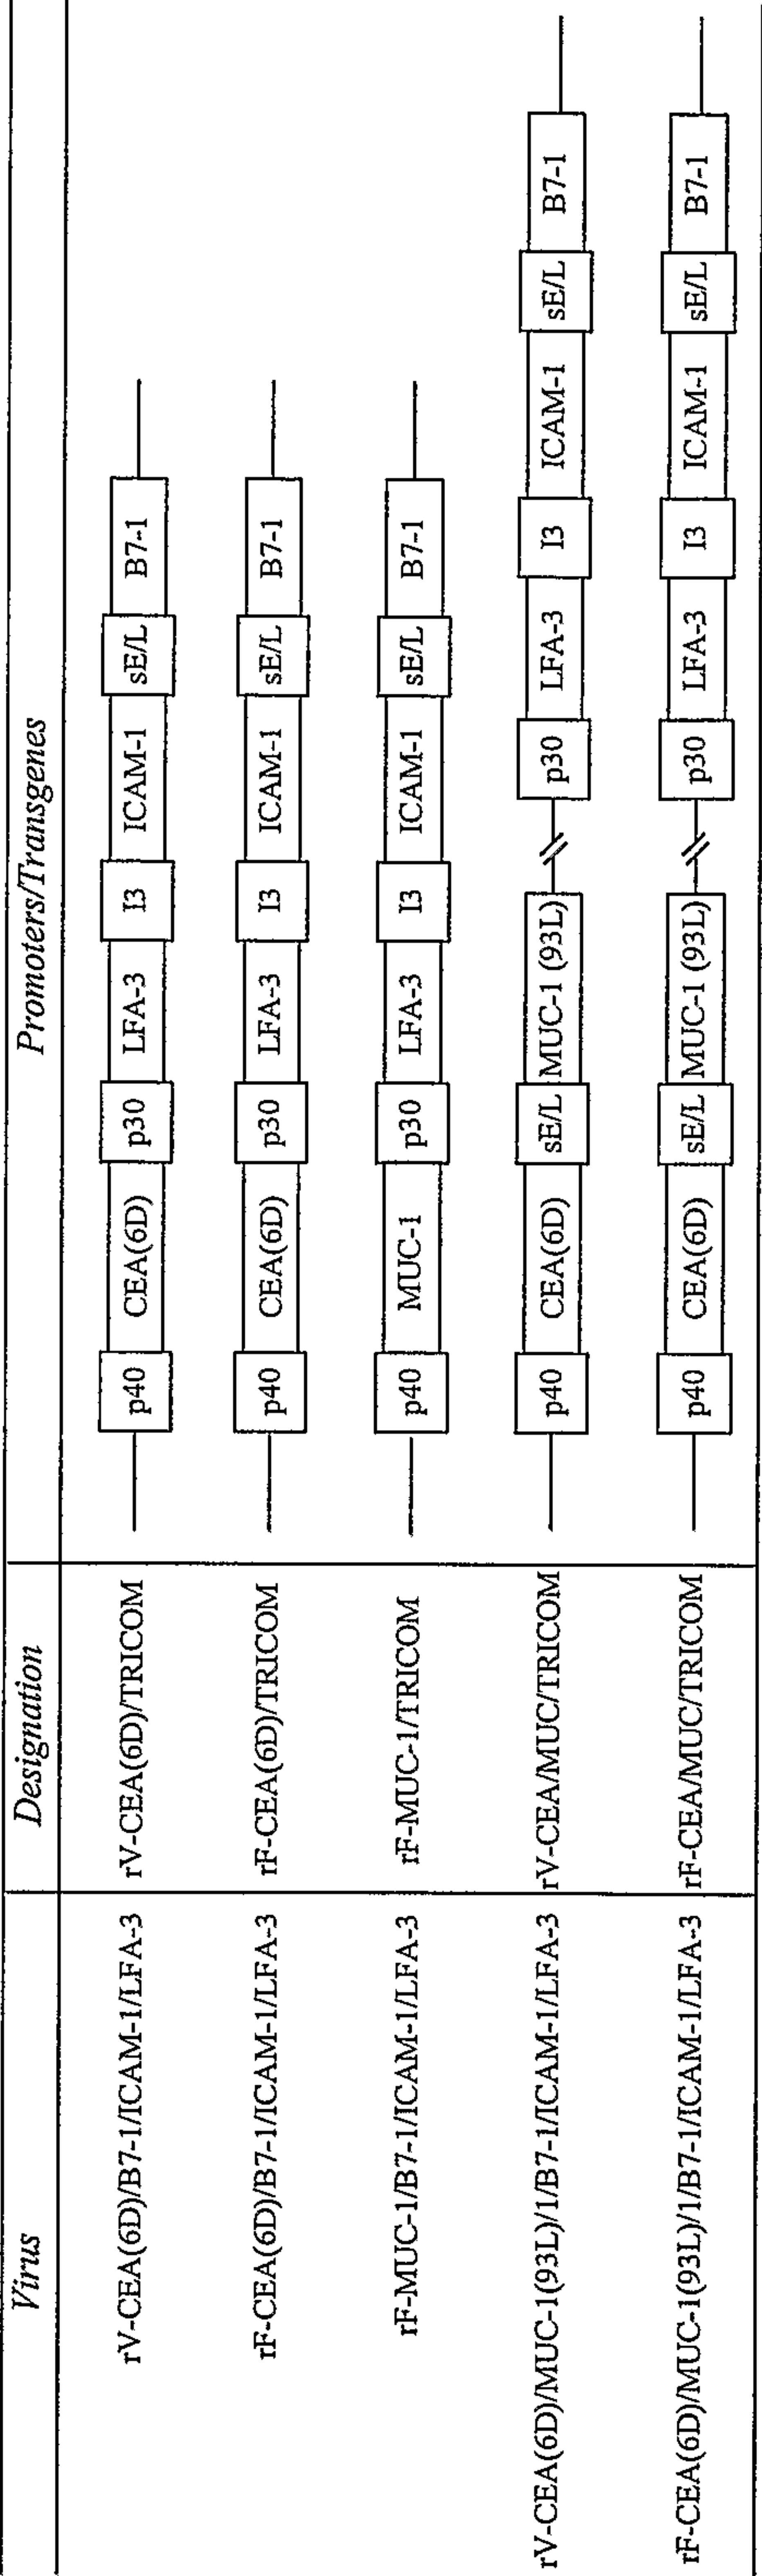 Virus Designation Promoters/Transgenes
rV-CEA(6D)/B7-1/ICAM-1/LFA-3 rV-CEA(6D)/TRICOM p40 CEA(6D) p30 LFA-3 I3 ICAM-1 sE/L B7-1
rF-CEA(6D)/B7-1/ICAM-1/LFA-3 rF-CEA(6D)/TRICOM p40 CEA(6D) p30 LFA-3 I3 ICAM-1 sE/L B7-1
rF-MUC-1/B7-1/ICAM-1/LFA-3 rF-MUC-1/TRICOM p40 MUC-1 p30 LFA-3 I3 ICAM-1 sE/L B7-1
rV-CEA(6D)/MUC-1(93L)/1/B7-1/ICAM-1/LFA-3 rV-CEA/MUC/TRICOM p40 CEA(6D) sE/L MUC-1 (93L) p30 LFA-3 I3 ICAM-1 sE/L B7-1
rF-CEA(6D)/MUC-1(93L)/1/B7-1/ICAM-1/LFA-3 rF-CEA/MUC/TRICOM p40 CEA(6D) sE/L MUC-1 (93L) p30 LFA-3 I3 ICAM-1 sE/L B7-1